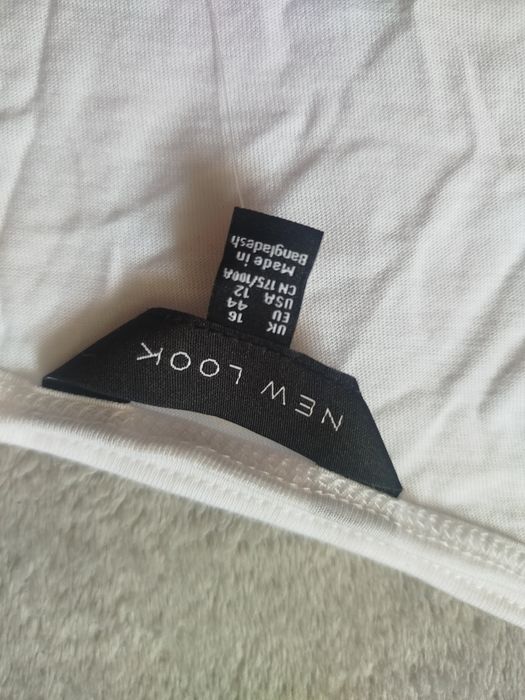 NEW LOOK
UK 16
EU 44
USA 12
CN 175/100A
Made in
Bangladesh